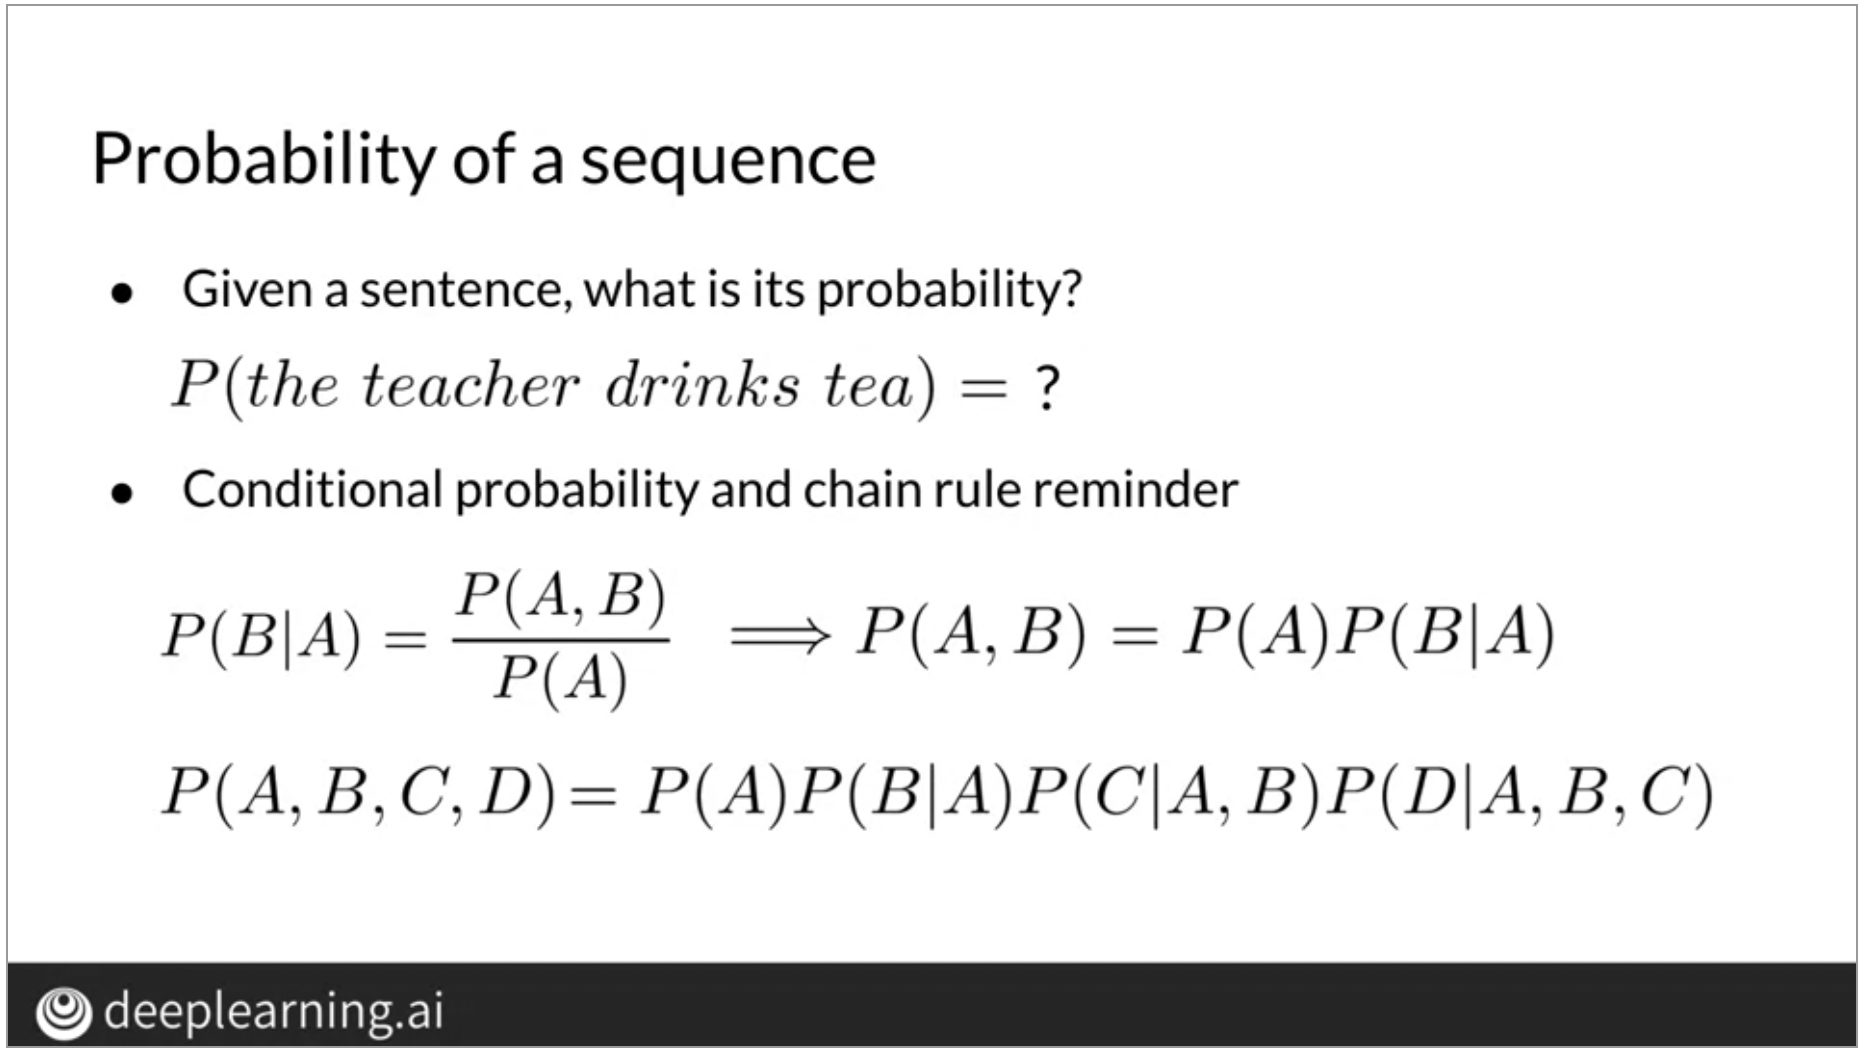 Probability of a sequence
● Given a sentence, what is its probability?
P(the teacher drinks tea) = ?
● Conditional probability and chain rule reminder
P(B|A) = P(A, B) / P(A) ⟹ P(A, B) = P(A)P(B|A)
P(A, B, C, D) = P(A)P(B|A)P(C|A, B)P(D|A, B, C)
deeplearning.ai